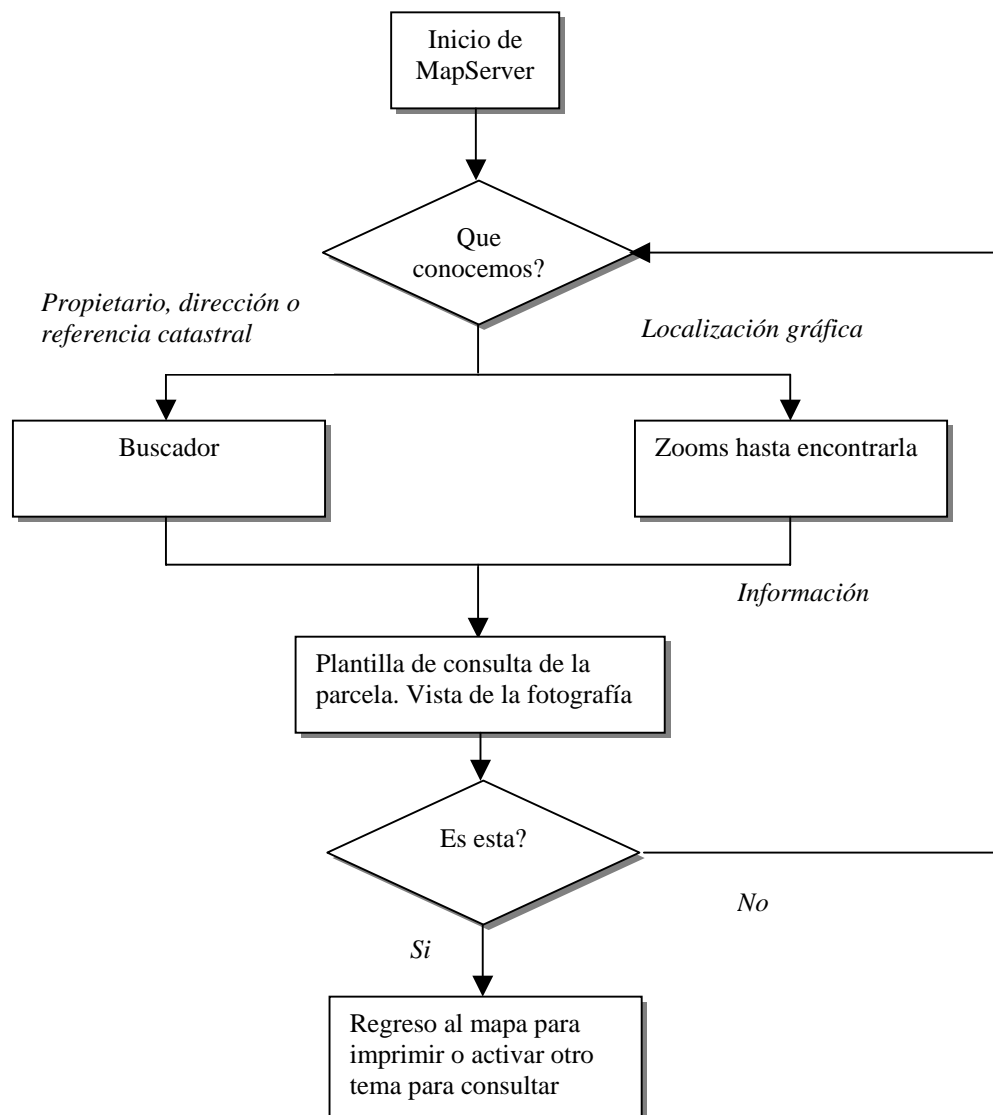 Inicio de
MapServer
Que
conocemos?
Propietario, dirección o
referencia catastral
Localización gráfica
Buscador
Zooms hasta encontrarla
Información
Plantilla de consulta de la
parcela. Vista de la fotografía
Es esta?
No
Si
Regreso al mapa para
imprimir o activar otro
tema para consultar